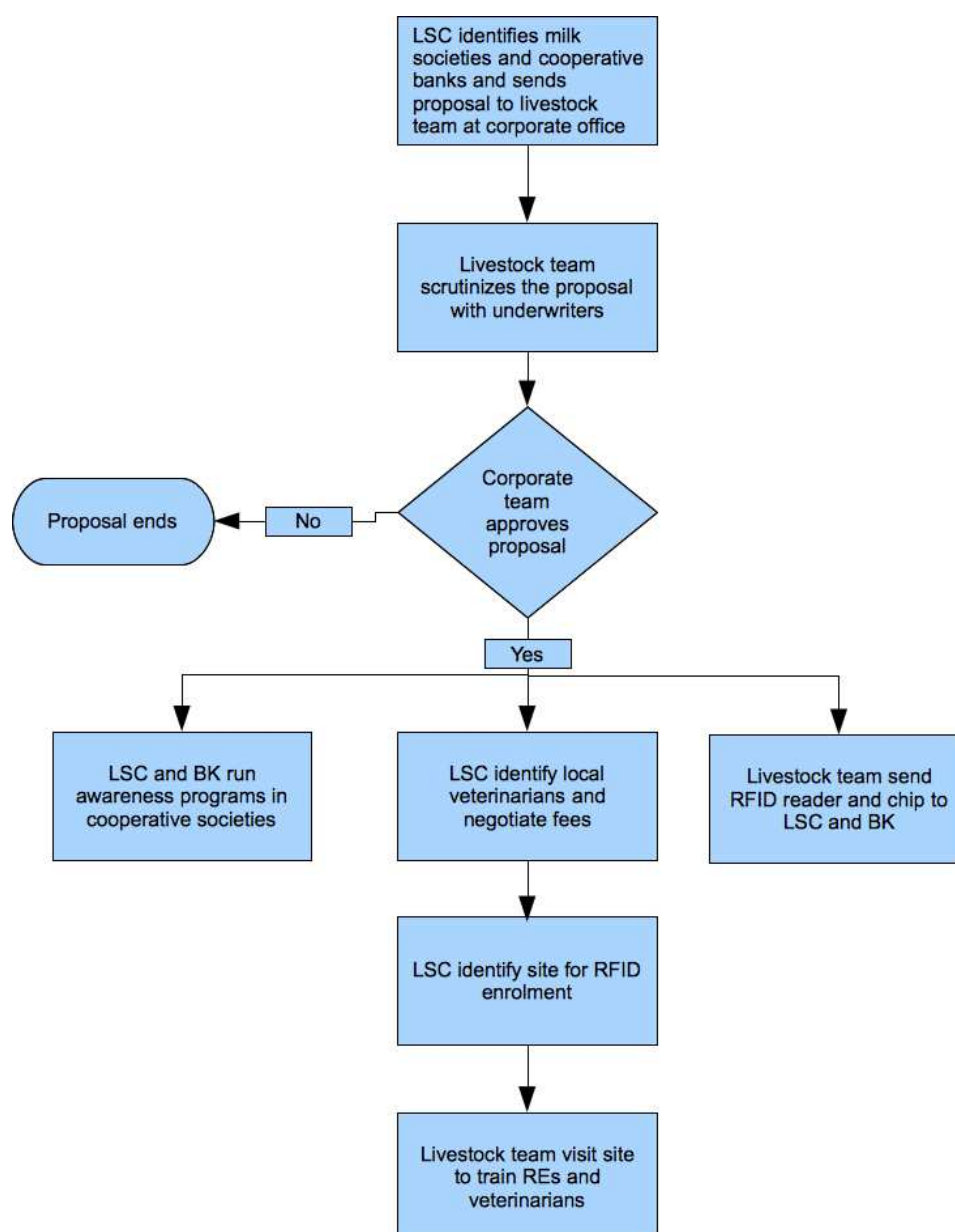 LSC identifies milk
societies and cooperative
banks and sends
proposal to livestock
team at corporate office
Livestock team
scrutinizes the proposal
with underwriters
Corporate
team
approves
proposal
No
Proposal ends
Yes
LSC and BK run
awareness programs in
cooperative societies
LSC identify local
veterinarians and
negotiate fees
Livestock team send
RFID reader and chip to
LSC and BK
LSC identify site for RFID
enrolment
Livestock team visit site
to train REs and
veterinarians